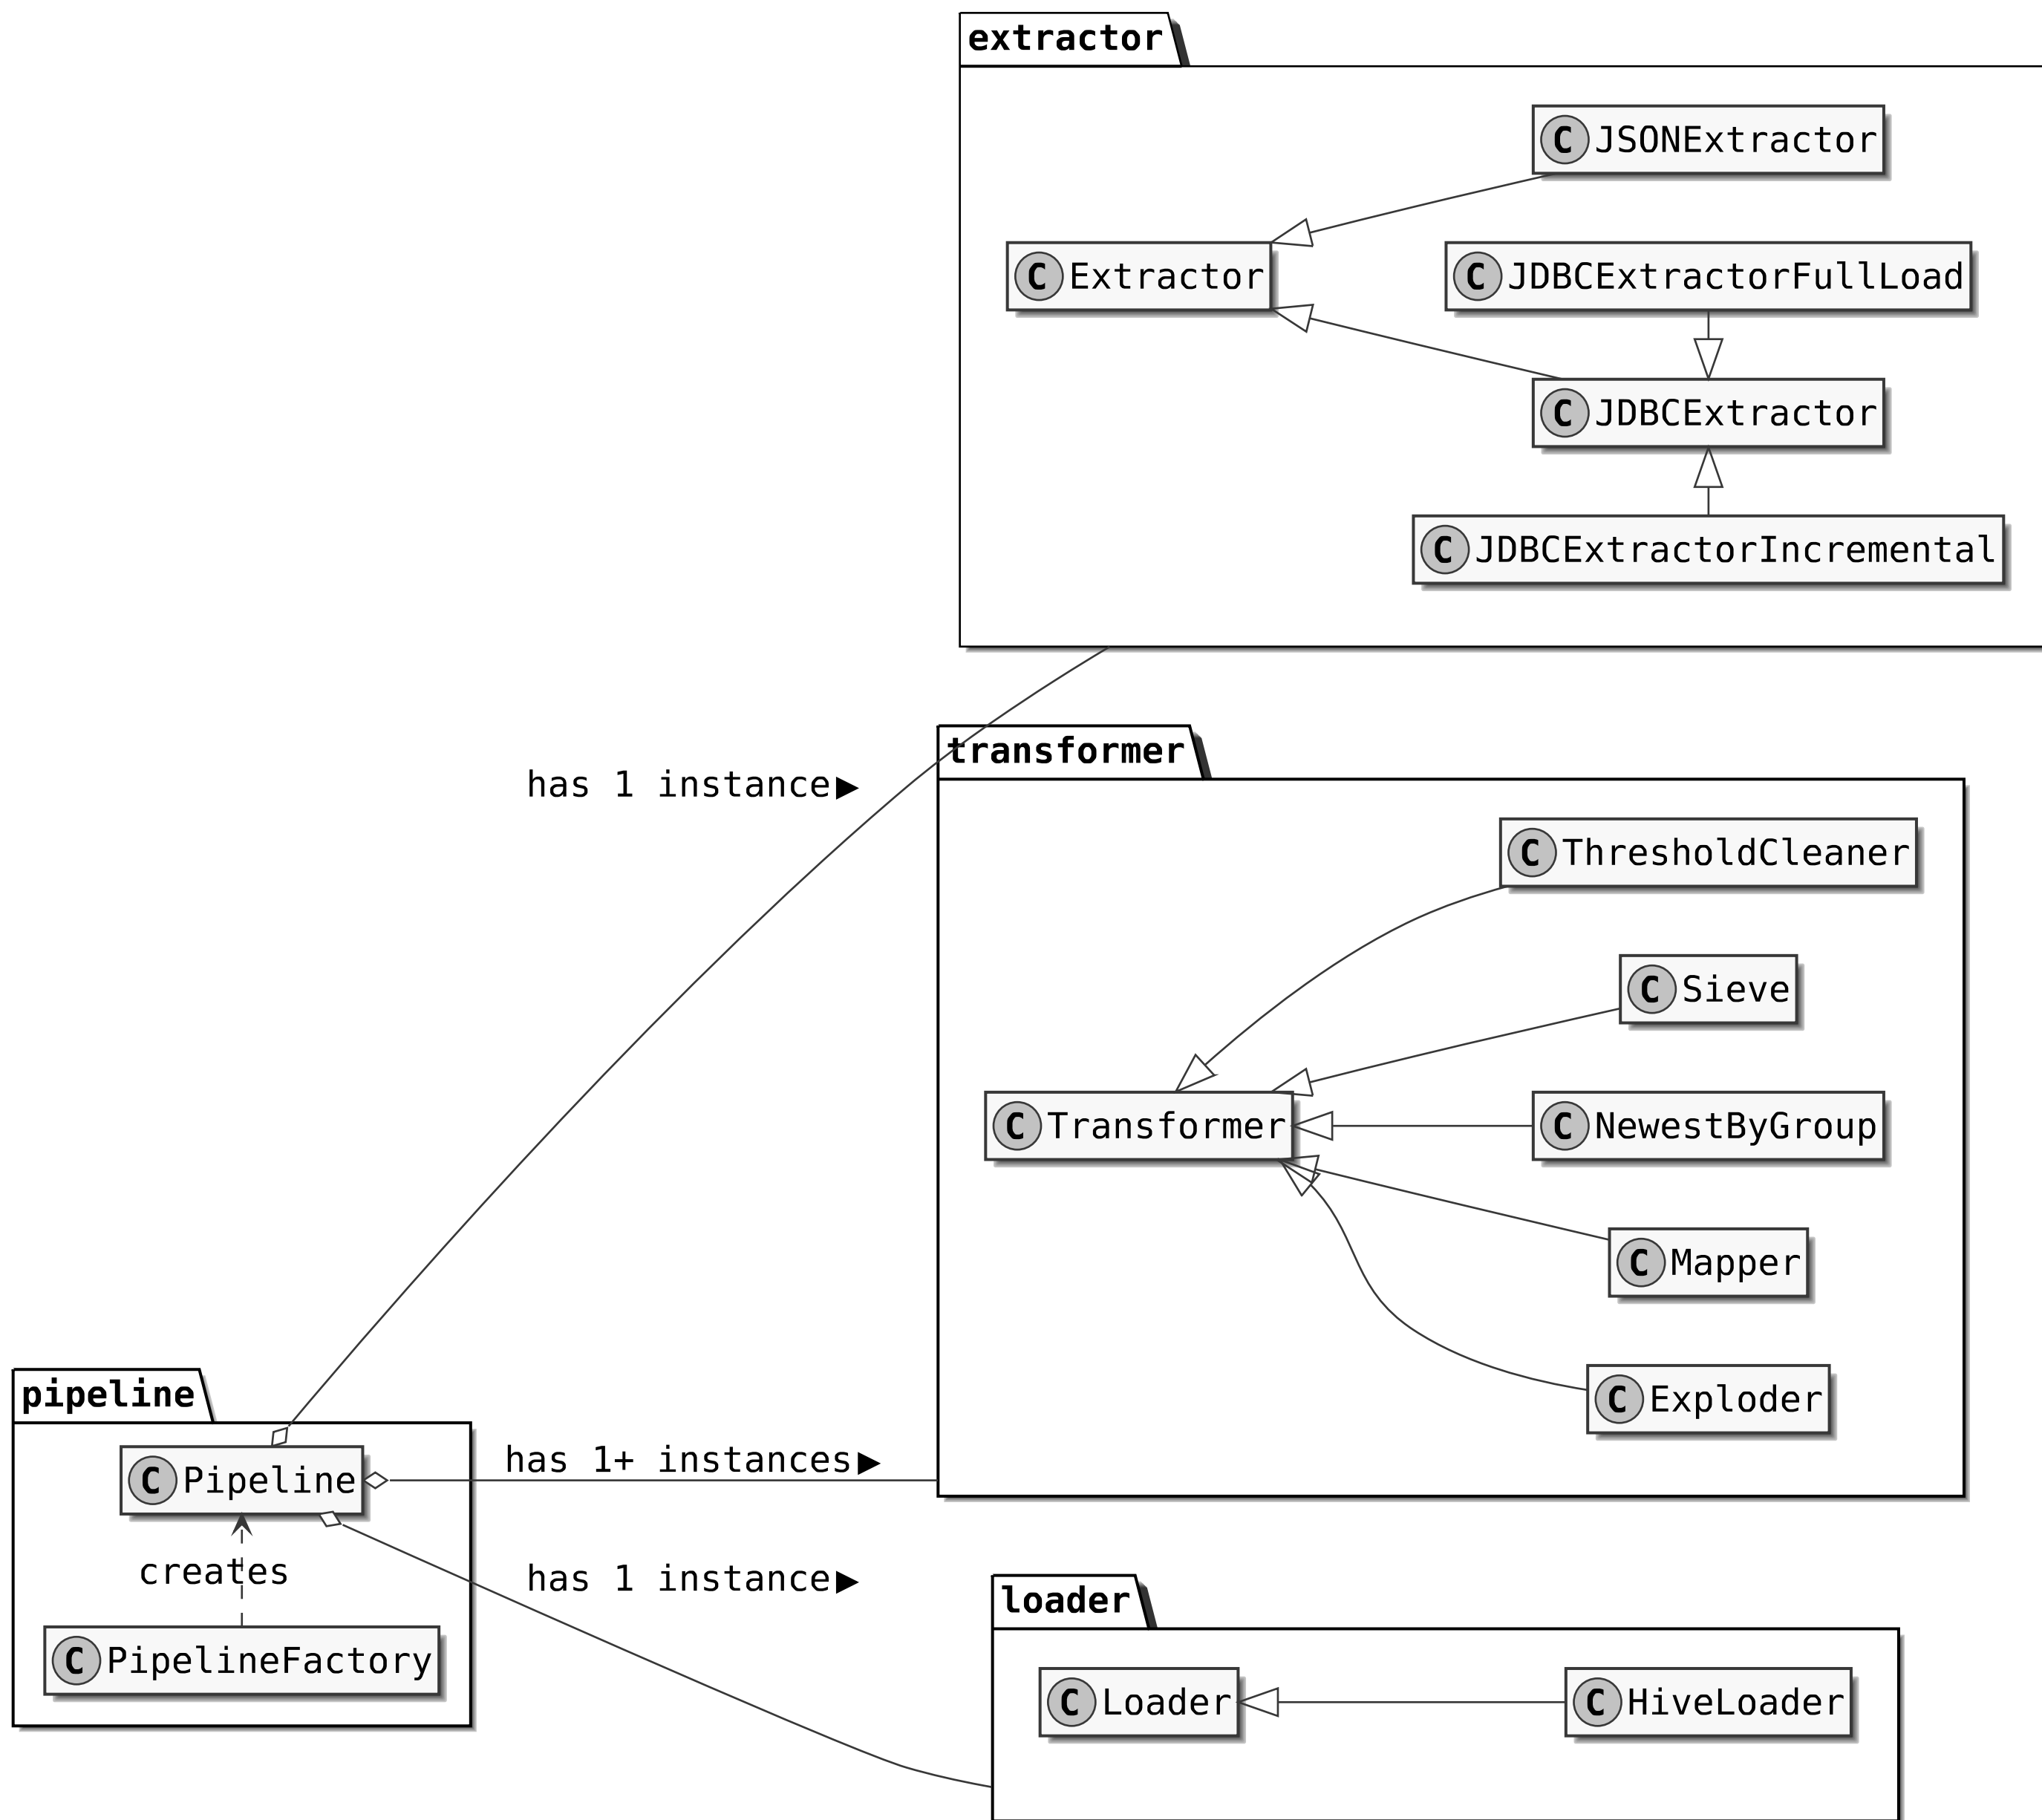 extractor
C JSONExtractor
C Extractor
C JDBCExtractorFullLoad
C JDBCExtractor
C JDBCExtractorIncremental
transformer
has 1 instance▶
C ThresholdCleaner
C Sieve
C Transformer
C NewestByGroup
C Mapper
C Exploder
pipeline
has 1+ instances▶
C Pipeline
creates
has 1 instance▶
C PipelineFactory
loader
C Loader
C HiveLoader